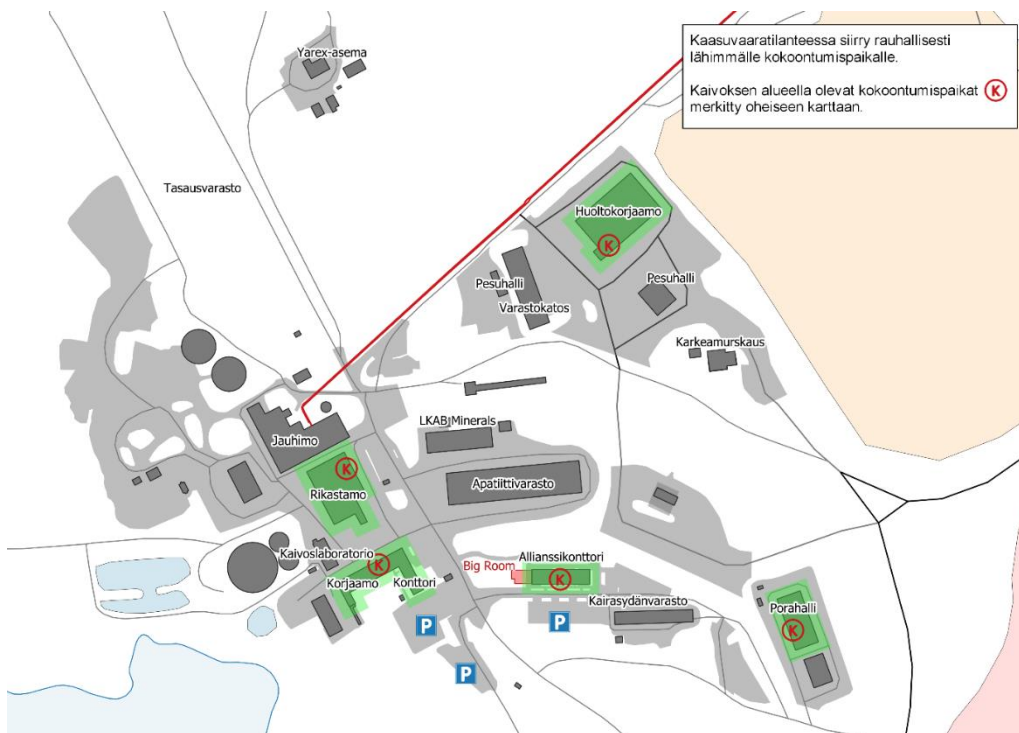 Kaasuvaaratilanteessa siirry rauhallisesti
lähimmälle kokoontumispaikalle.
Kaivoksen alueella olevat kokoontumispaikat K
merkitty oheiseen karttaan.
Yarex-asema
Tasausvarasto
Huoltokorjaamo
K
Pesuhalli
Pesuhalli
Varastokatos
Karkeamurskaus
LKAB Minerals
Jauhimo
K
Rikastamo
Apatiittivarasto
Kaivoslaboratorio
K
Korjaamo
Konttori
Allianssikonttori
Big Room
K
Kairasydänvarasto
Porahalli
K
P
P
P